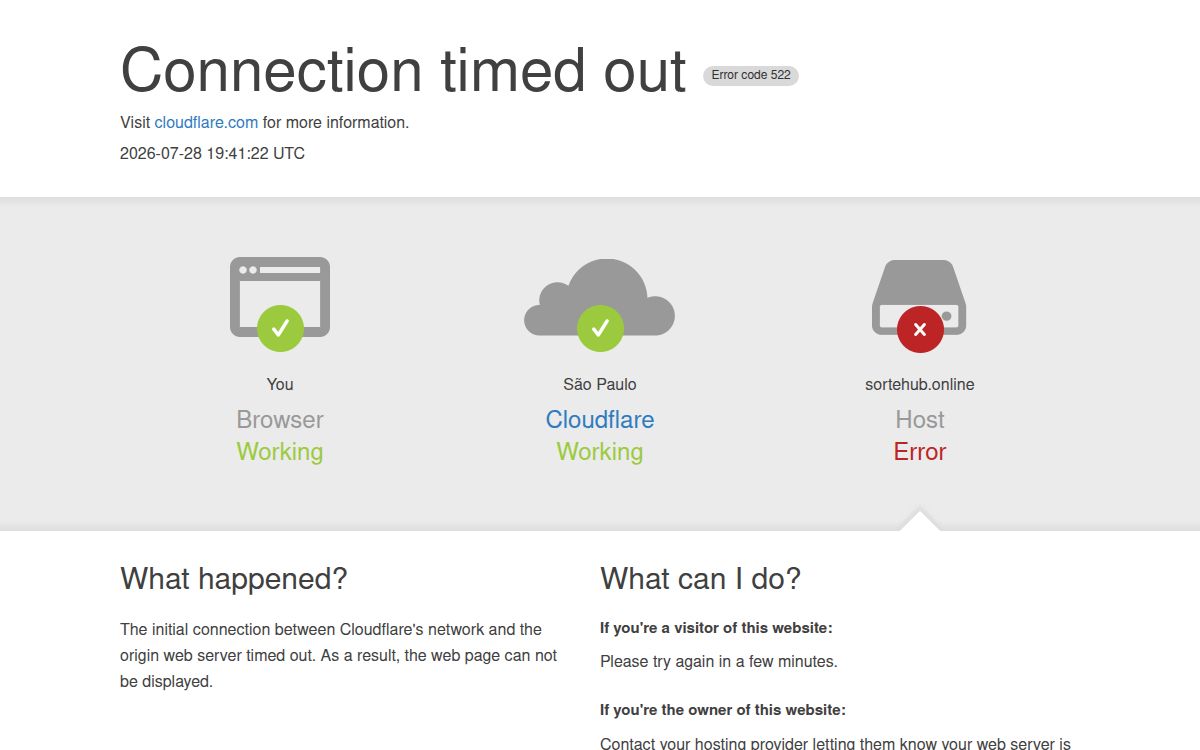 Connection timed out Error code 522
Visit cloudflare.com for more information.
2026-07-28 19:41:22 UTC
You
Browser
Working
São Paulo
Cloudflare
Working
sortehub.online
Host
Error
What happened?
The initial connection between Cloudflare's network and the
origin web server timed out. As a result, the web page can not
be displayed.
What can I do?
If you're a visitor of this website:
Please try again in a few minutes.
If you're the owner of this website:
Contact your hosting provider letting them know your web server is